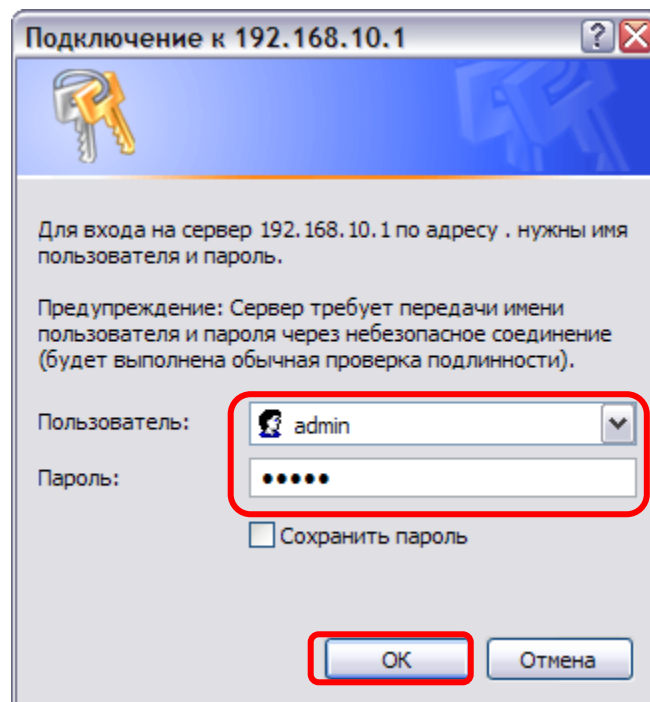 Подключение к 192.168.10.1
Для входа на сервер 192.168.10.1 по адресу . нужны имя
пользователя и пароль.
Предупреждение: Сервер требует передачи имени
пользователя и пароля через небезопасное соединение
(будет выполнена обычная проверка подлинности).
Пользователь: admin
Пароль: •••••
Сохранить пароль
ОК Отмена